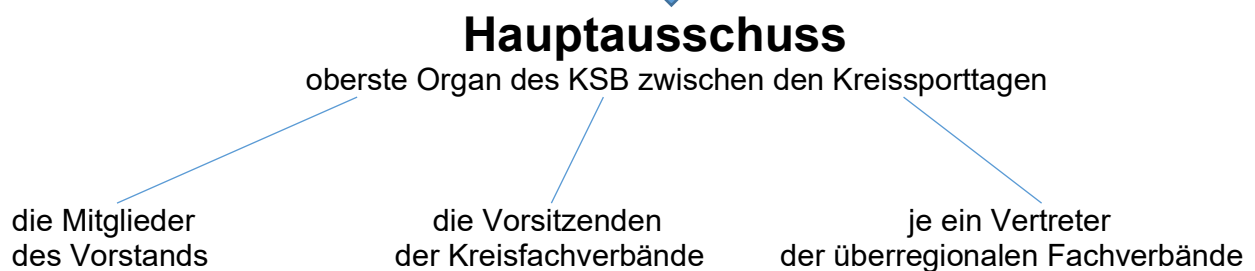 Hauptausschuss
oberste Organ des KSB zwischen den Kreissporttagen
die Mitglieder
des Vorstands
die Vorsitzenden
der Kreisfachverbände
je ein Vertreter
der überregionalen Fachverbände